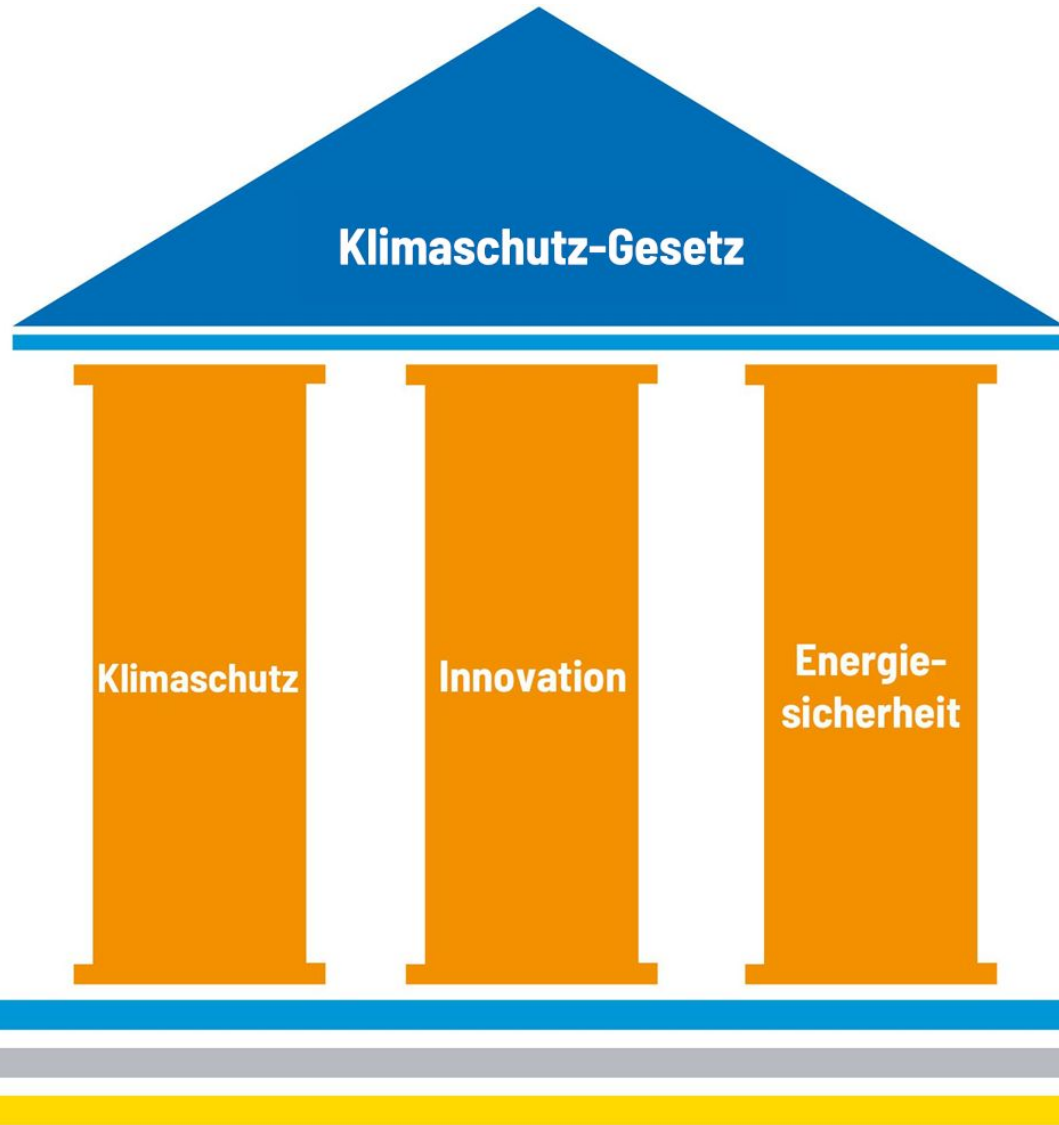 Klimaschutz-Gesetz
Klimaschutz
Innovation
Energie-
sicherheit